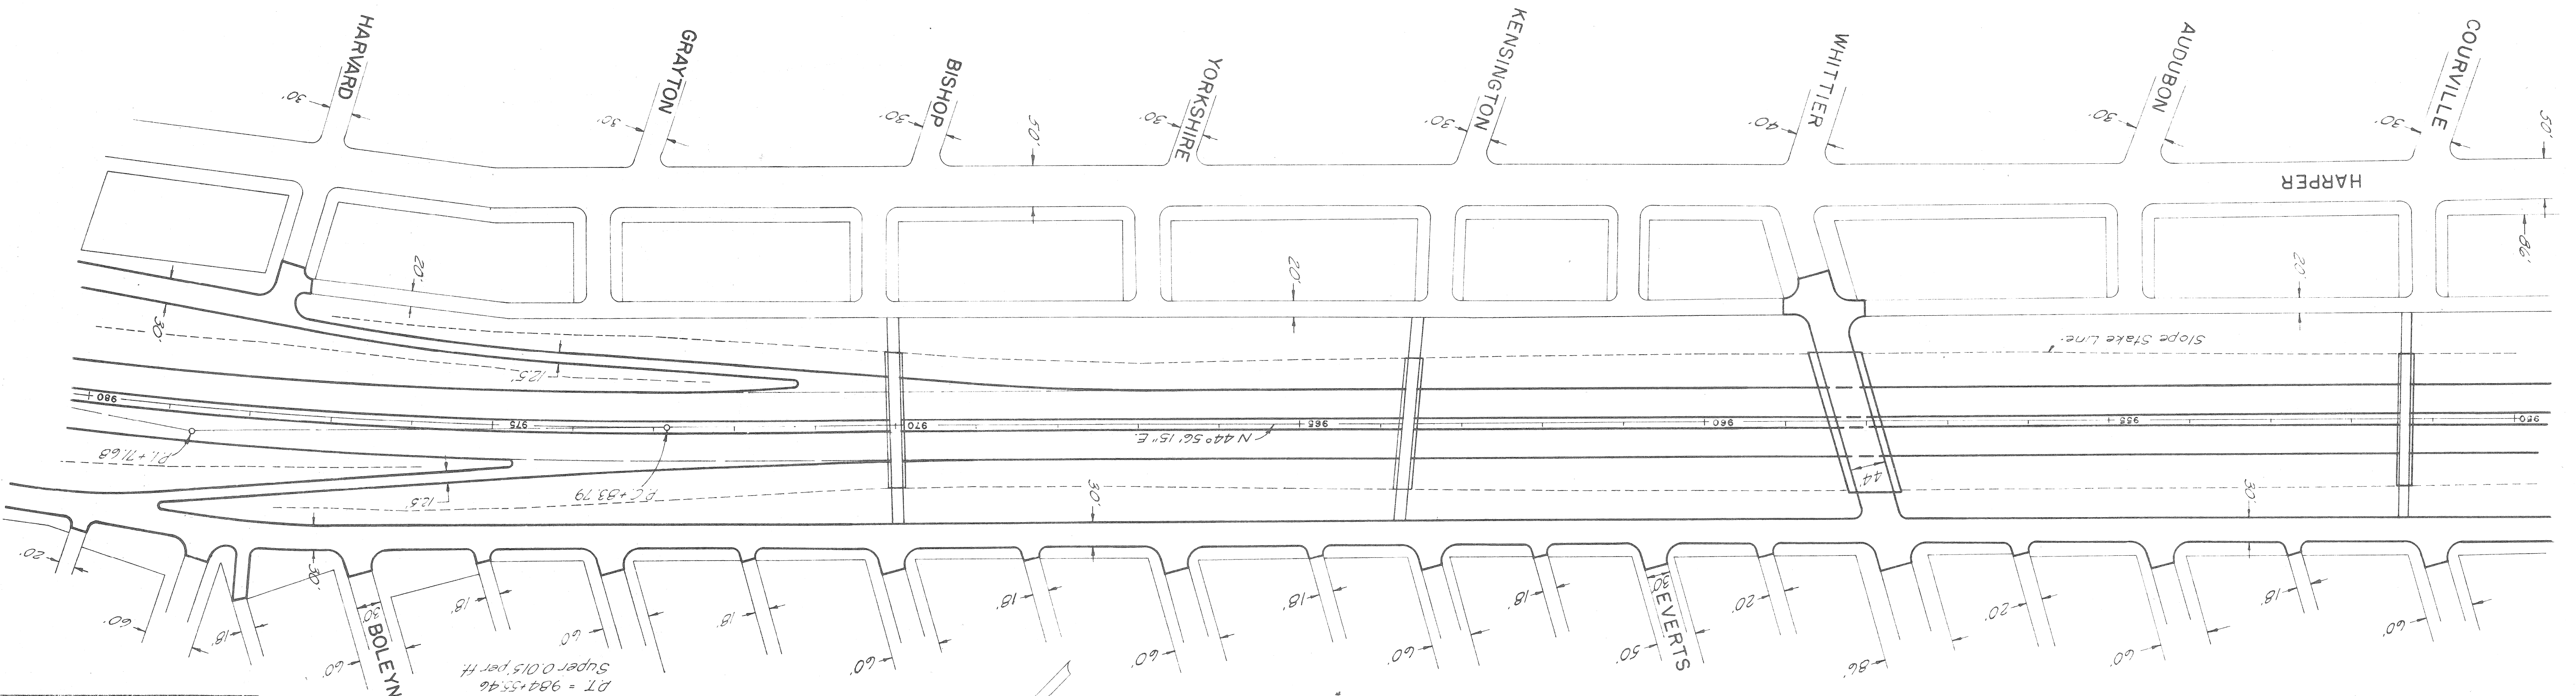 HARVARD
GRAYTON
BISHOP
YORKSHIRE
KENSINGTON
WHITTIER
AUDUBON
COURVILLE
30'
30'
30'
30'
30'
40'
30'
30'
50'
50'
HARPER
86'
20'
20'
20'
Slope Stake Line.
30'
12.5'
980
975
970
965
960
955
950
N 44° 56' 15" E.
P.I. + 71.68
P.C. + 83.79
12.5'
30'
44'
30'
20'
60'
18'
30'
30'
BOLEYN
60'
18'
60'
18'
60'
18'
60'
18'
60'
18'
50'
30'
EVERTS
20'
86'
20'
60'
18'
60'
P.T. = 984+55.46
Super 0.015' per ft.